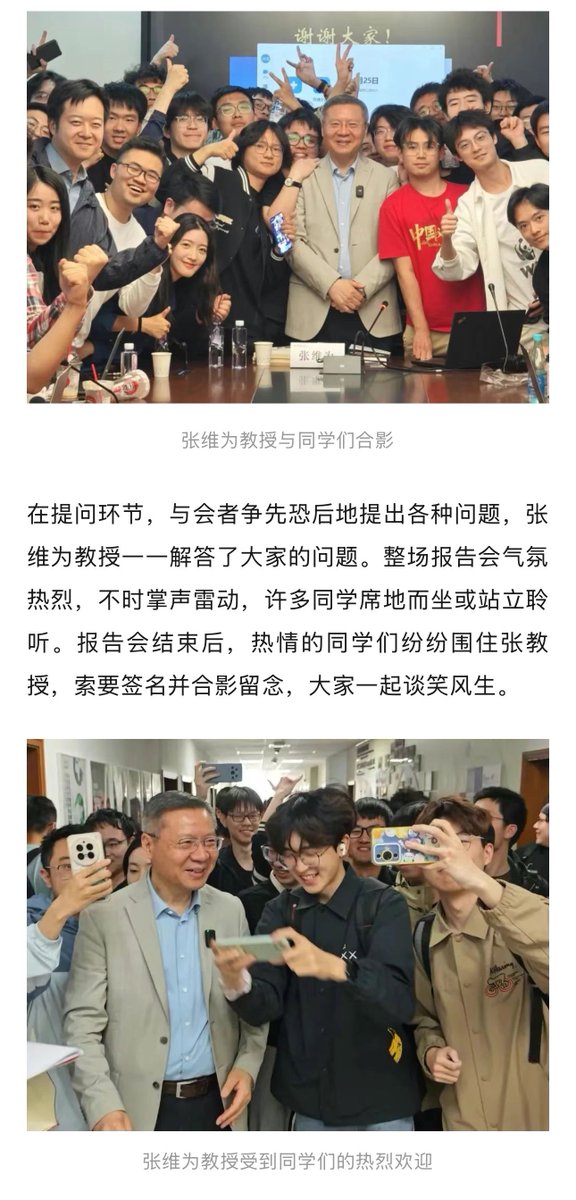 谢谢大家！
25日
中国
张维为
张维为教授与同学们合影
在提问环节，与会者争先恐后地提出各种问题，张
维为教授一一解答了大家的问题。整场报告会气氛
热烈，不时掌声雷动，许多同学席地而坐或站立聆
听。报告会结束后，热情的同学们纷纷围住张教
授，索要签名并合影留念，大家一起谈笑风生。
张维为教授受到同学们的热烈欢迎